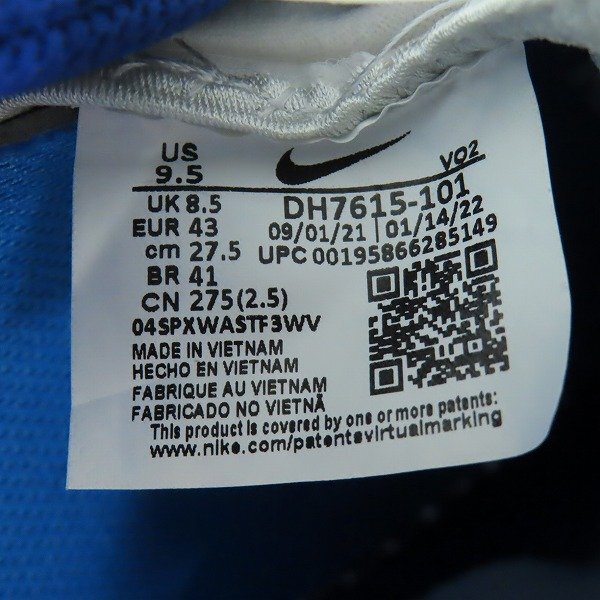 US
9.5
VO2
UK 8.5
EUR 43
cm 27.5
BR 41
CN 275(2.5)
DH7615-101
09/01/21 01/14/22
UPC 00195866285149
04SPXWASTF3WV
MADE IN VIETNAM
HECHO EN VIETNAM
FABRIQUE AU VIETNAM
FABRICADO NO VIETNÃ
This product is covered by one or more patents:
www.nike.com/patentsvirtualmarking